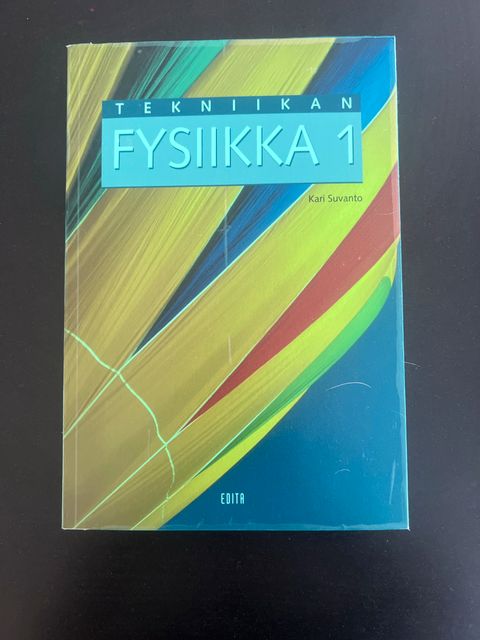 TEKNIIKAN
FYSIIKKA 1
Kari Suvanto
EDITA